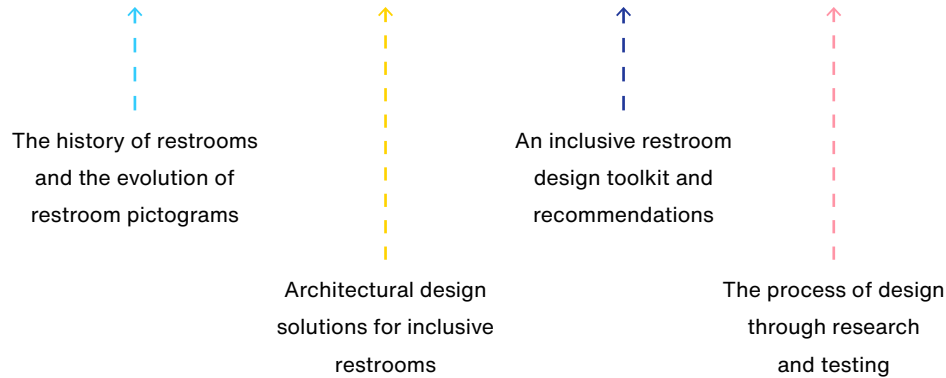 The history of restrooms
and the evolution of
restroom pictograms
Architectural design
solutions for inclusive
restrooms
An inclusive restroom
design toolkit and
recommendations
The process of design
through research
and testing